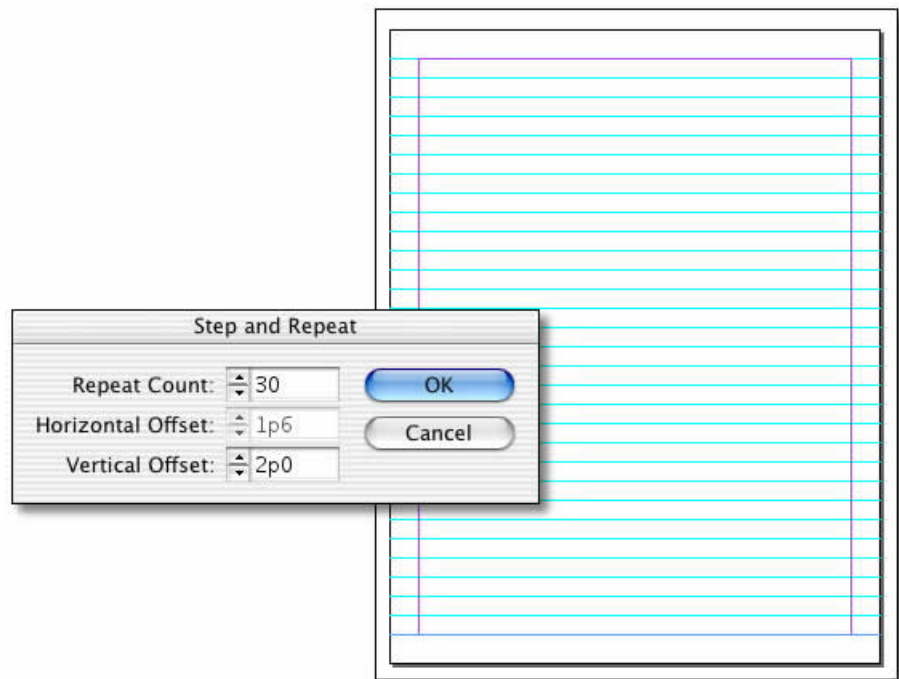 Step and Repeat
Repeat Count: 30 OK
Horizontal Offset: 1p6 Cancel
Vertical Offset: 2p0